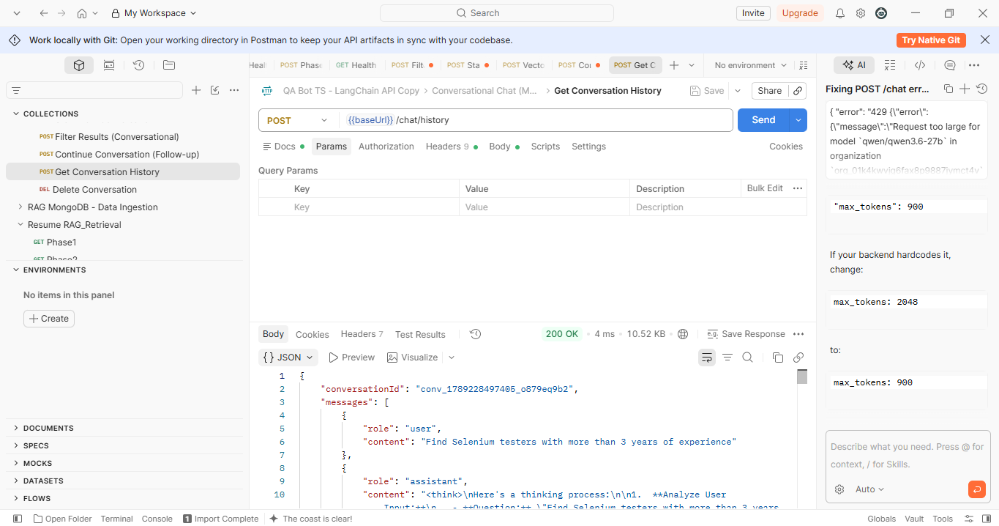 My Workspace
Search
Invite
Upgrade
Work locally with Git: Open your working directory in Postman to keep your API artifacts in sync with your codebase.
Try Native Git
POST Phase
GET Health
POST Filt
POST Sta
POST Vecto
POST Co
POST Get C
No environment
AI
QA Bot TS - LangChain API Copy
Conversational Chat (M...
Get Conversation History
Save
Share
Fixing POST /chat err...
COLLECTIONS
POST Filter Results (Conversational)
POST Continue Conversation (Follow-up)
POST Get Conversation History
DEL Delete Conversation
RAG MongoDB - Data Ingestion
Resume RAG_Retrieval
GET Phase1
GET Phase2
ENVIRONMENTS
No items in this panel
Create
DOCUMENTS
SPECS
MOCKS
DATASETS
FLOWS
POST
{{baseUrl}} /chat/history
Send
Docs
Params
Authorization
Headers 9
Body
Scripts
Settings
Cookies
Query Params
Key
Value
Description
Bulk Edit
Key
Value
Description
Body
Cookies
Headers 7
Test Results
200 OK
4 ms
10.52 KB
e.g. Save Response
{} JSON
Preview
Visualize
1 {
2 "conversationId": "conv_1789228497405_o879eq9b2",
3 "messages": [
4 {
5 "role": "user",
6 "content": "Find Selenium testers with more than 3 years of experience"
7 },
8 {
9 "role": "assistant",
10 "content": "<think>\nHere's a thinking process:\n\n1. **Analyze User
Input:**\n - **Question:** \"Find Selenium testers with more than 3 years
{ "error": "429 {\"error\":
{\"message\":\"Request too large for
model `qwen/qwen3.6-27b` in
organization
"max_tokens": 900
If your backend hardcodes it,
change:
max_tokens: 2048
to:
max_tokens: 900
Describe what you need. Press @ for
context, / for Skills.
Auto
Open Folder
Terminal
Console
1 Import Complete
The coast is clear!
Globals
Vault
Tools